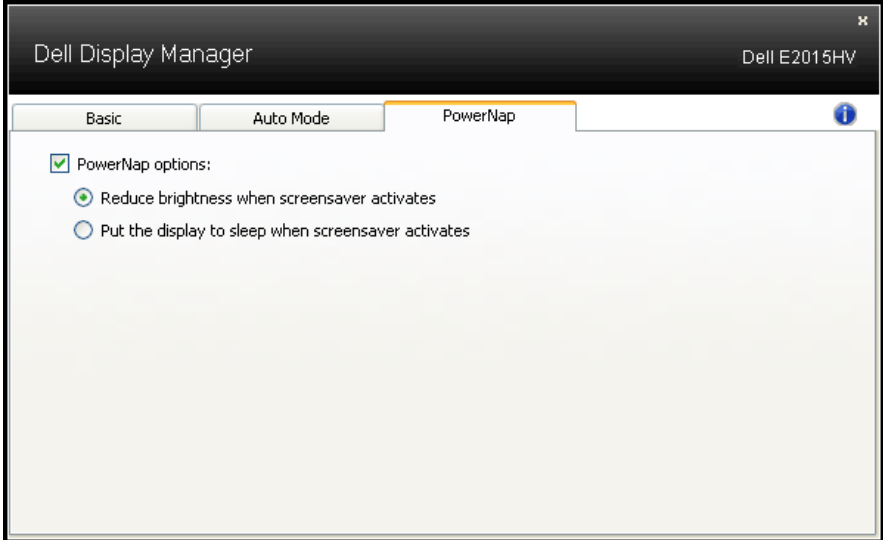 Dell Display Manager
Dell E2015HV
Basic
Auto Mode
PowerNap
PowerNap options:
Reduce brightness when screensaver activates
Put the display to sleep when screensaver activates